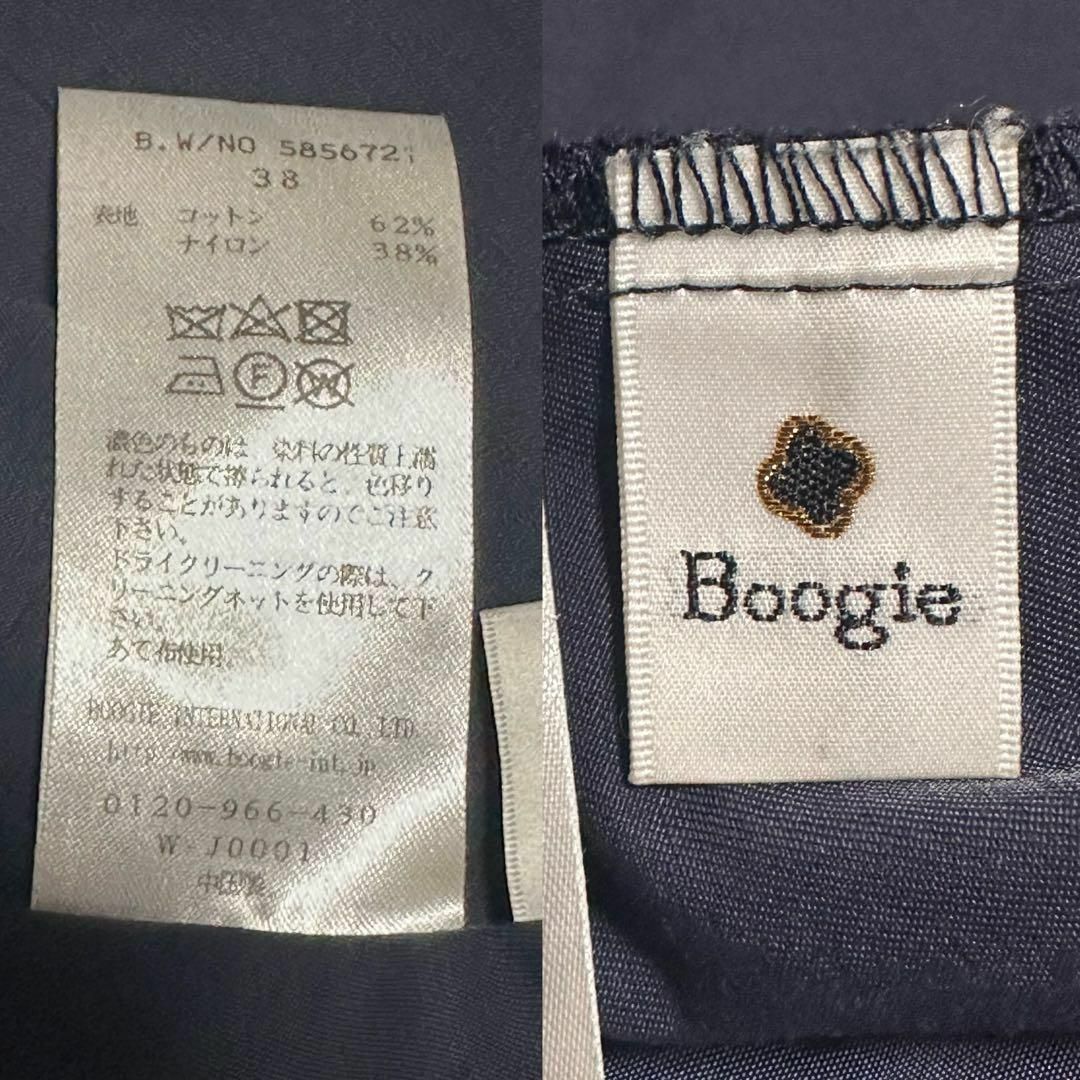 B.W/NO 5856721
38
表地 コットン 62%
ナイロン 38%
F
W
濃色のものは、染料の性質上濡
れた状態で擦られると、色移り
することがありますのでご注意
下さい。
ドライクリーニングの際は、ク
リーニングネットを使用して下
さい。
あて布使用。
BOOGIE INTERNATIONAL CO., LTD.
http://www.boogie-int.jp
0120-966-430
W-J0001
中国製
Boogie